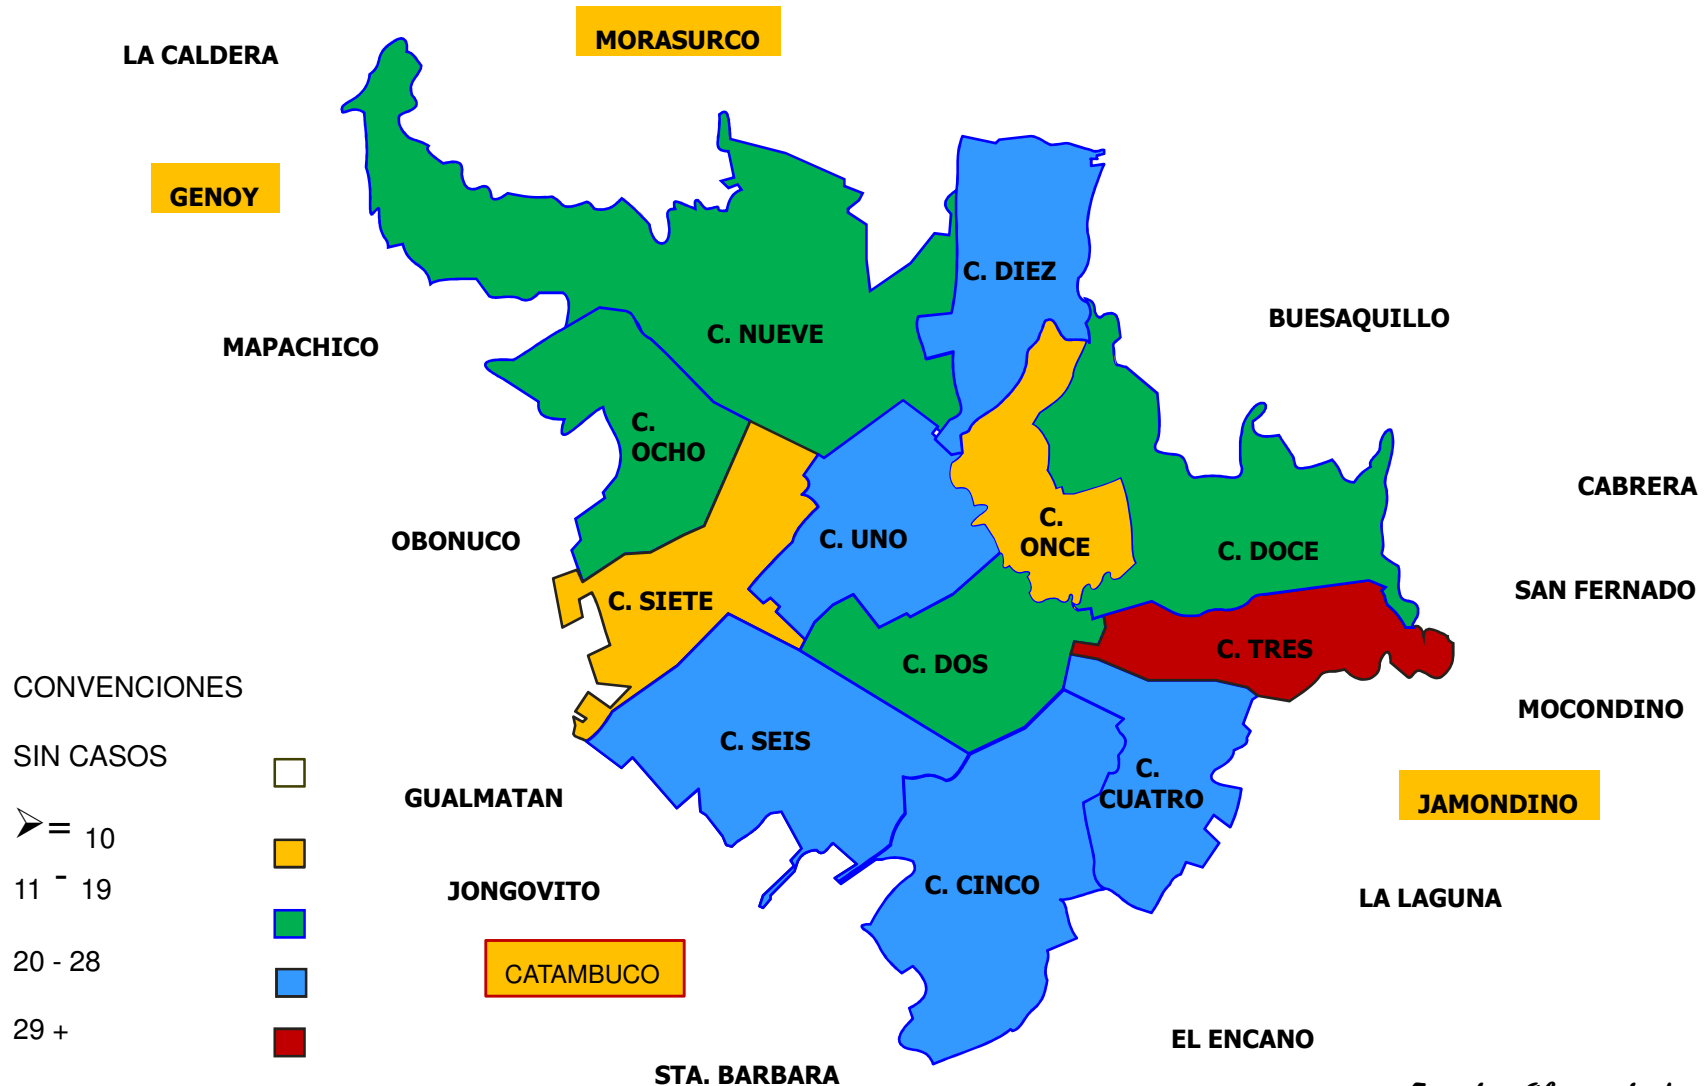 LA CALDERA
MORASURCO
GENOY
C. DIEZ
BUESAQUILLO
C. NUEVE
MAPACHICO
C.
OCHO
CABRERA
C.
ONCE
C. UNO
OBONUCO
C. DOCE
SAN FERNADO
C. SIETE
C. TRES
C. DOS
MOCONDINO
C. SEIS
C.
CUATRO
GUALMATAN
JAMONDINO
C. CINCO
JONGOVITO
LA LAGUNA
CATAMBUCO
EL ENCANO
STA. BARBARA
CONVENCIONES
SIN CASOS
➢= 10
11 - 19
20 - 28
29 +